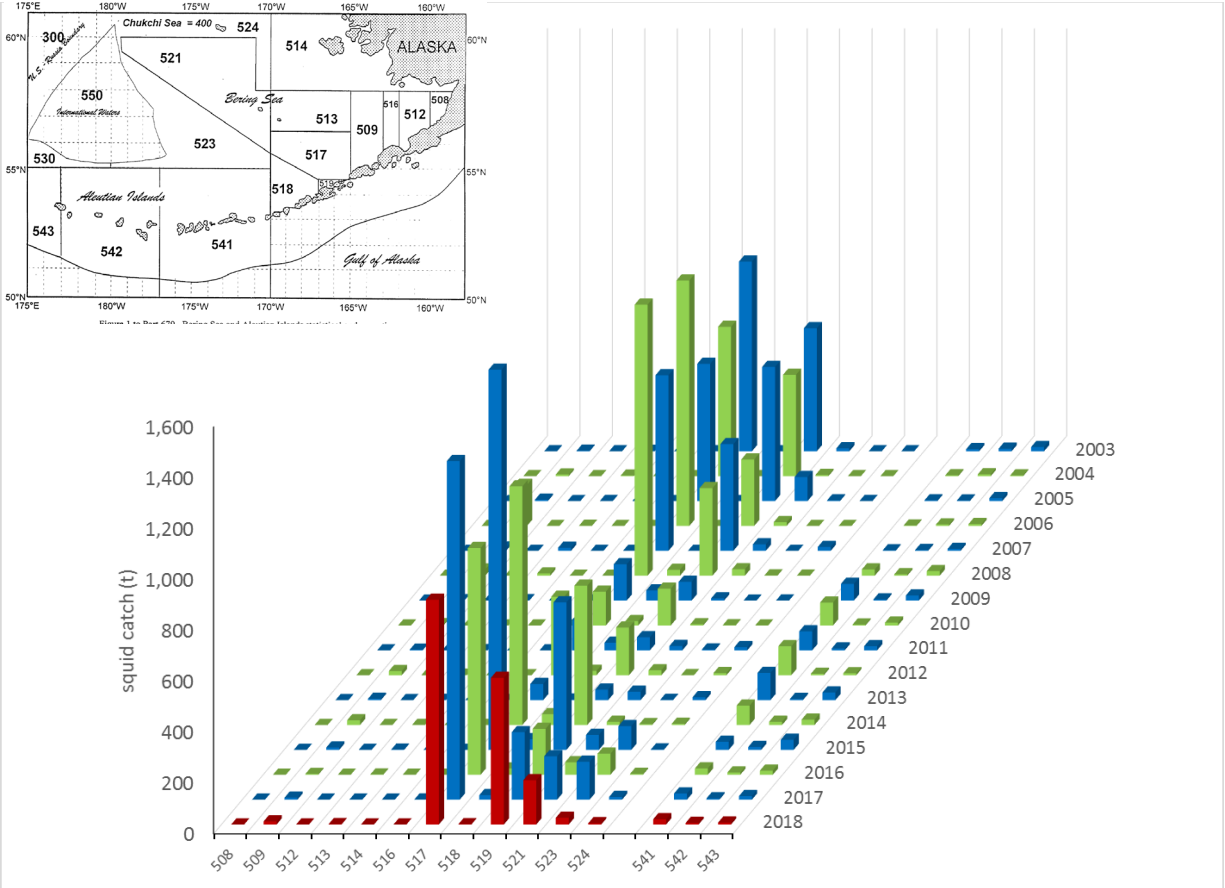 175°E 180°W 175°W 170°W 165°W 160°W
Chukchi Sea = 400 524
300
60°N 60°N
U.S. - Russia Boundary
514 ALASKA
521
550
Bering Sea
516 508
International Waters
512
513
509
523
517
530
55°N 55°N
518 519
Aleutian Islands
543
542 541
Gulf of Alaska
50°N 50°N
175°E 180°W 175°W 170°W 165°W 160°W
squid catch (t)
1,600
1,400
1,200
1,000
800
600
400
200
0
2003
2004
2005
2006
2007
2008
2009
2010
2011
2012
2013
2014
2015
2016
2017
2018
508 509 512 513 514 516 517 518 519 521 523 524 541 542 543